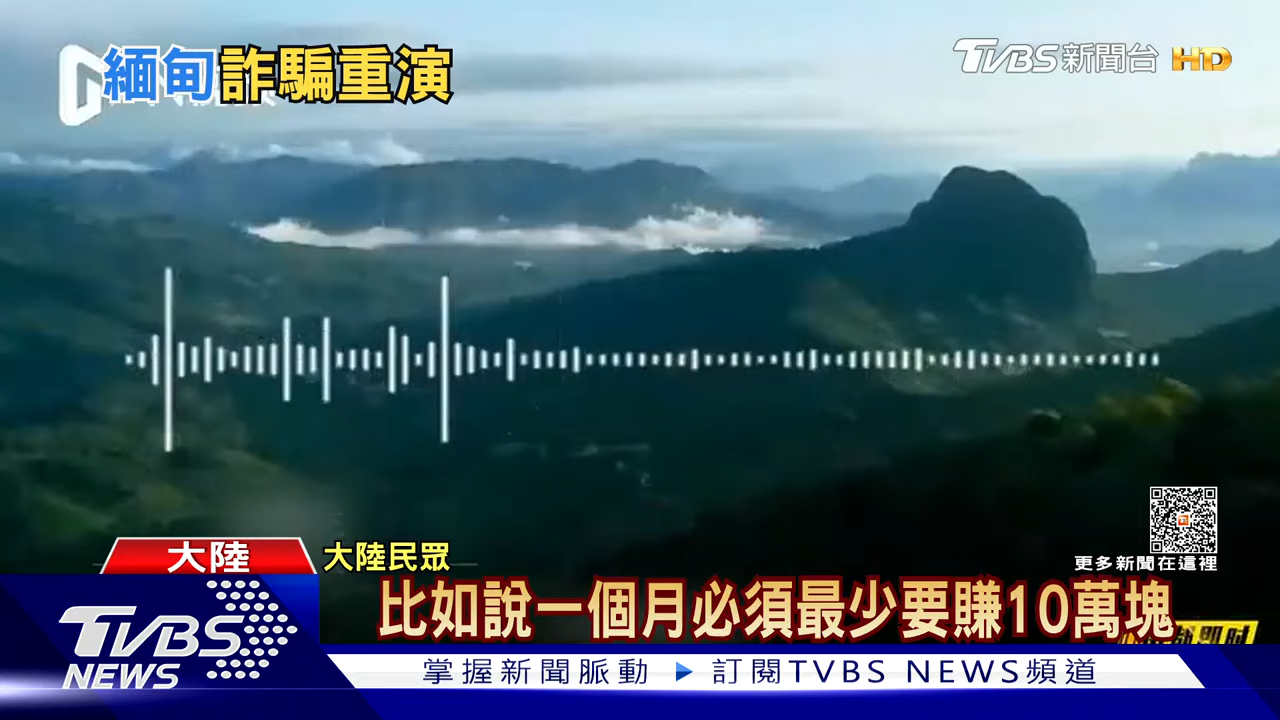 緬甸詐騙重演
TVBS新聞台 HD
更多新聞在這裡
大陸
大陸民眾
比如說一個月必須最少要賺10萬塊
TVBS
NEWS
掌握新聞脈動 ▶ 訂閱TVBS NEWS頻道